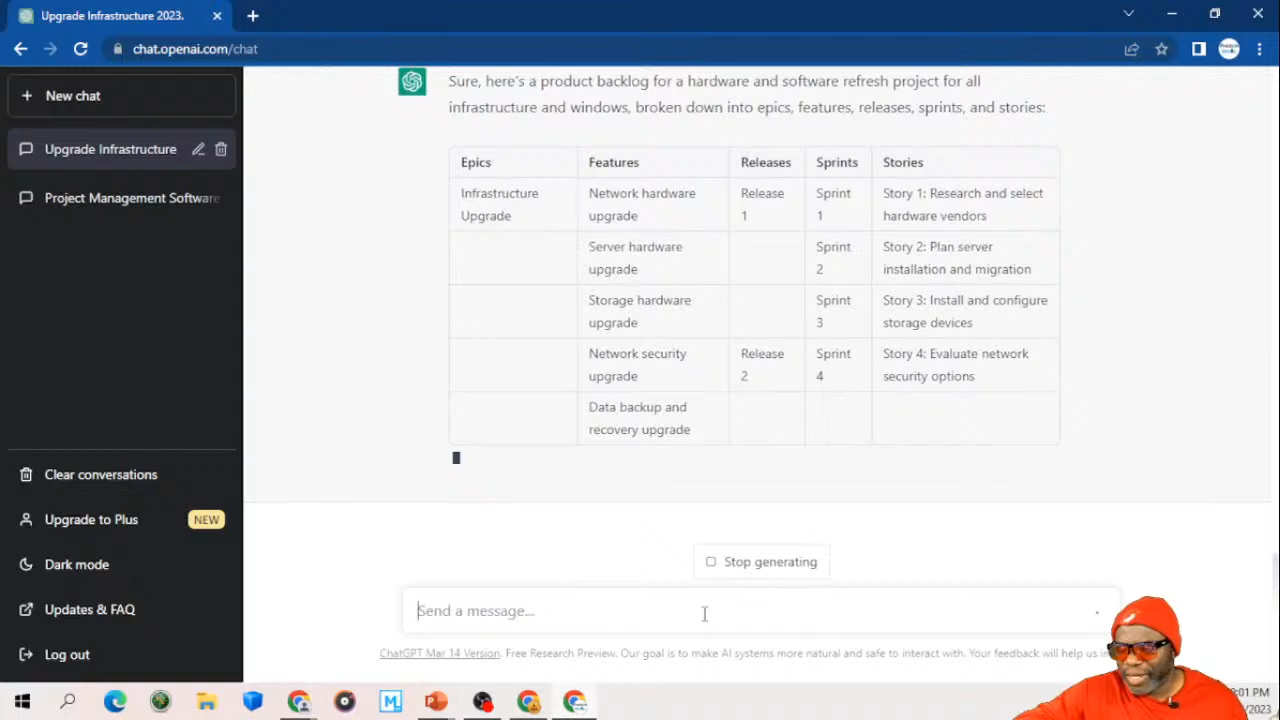 Upgrade Infrastructure 2023.
chat.openai.com/chat
New chat
Upgrade Infrastructure
Project Management Software
Clear conversations
Upgrade to Plus NEW
Dark mode
Updates & FAQ
Log out
Sure, here's a product backlog for a hardware and software refresh project for all
infrastructure and windows, broken down into epics, features, releases, sprints, and stories:
Epics Features Releases Sprints Stories
Infrastructure Network hardware Release Sprint Story 1: Research and select
Upgrade upgrade 1 1 hardware vendors
Server hardware Sprint Story 2: Plan server
upgrade 2 installation and migration
Storage hardware Sprint Story 3: Install and configure
upgrade 3 storage devices
Network security Release Sprint Story 4: Evaluate network
upgrade 2 4 security options
Data backup and
recovery upgrade
Stop generating
Send a message...
ChatGPT Mar 14 Version. Free Research Preview. Our goal is to make AI systems more natural and safe to interact with. Your feedback will help us
:01 PM
/2023